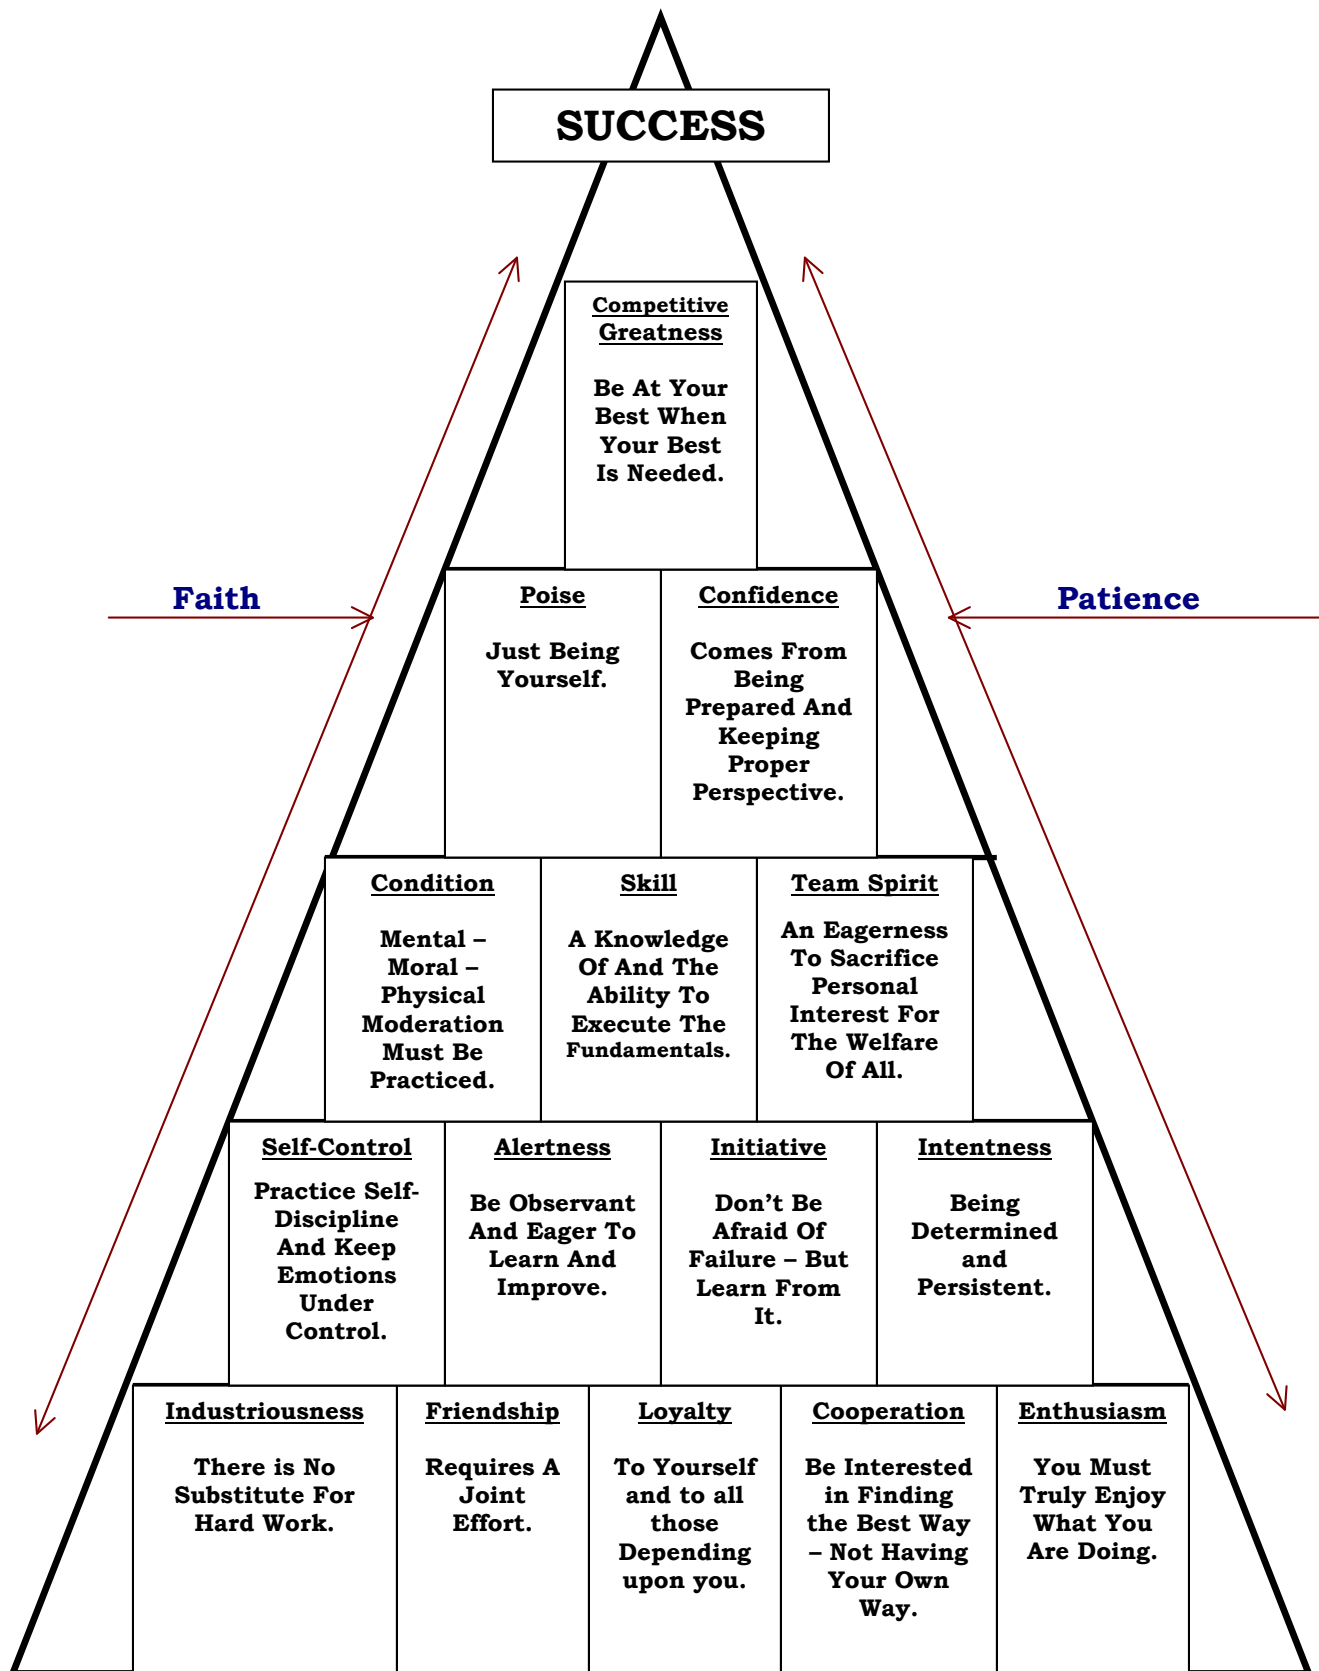 SUCCESS
Competitive
Greatness
Be At Your
Best When
Your Best
Is Needed.
Faith
Patience
Poise
Just Being
Yourself.
Confidence
Comes From
Being
Prepared And
Keeping
Proper
Perspective.
Condition
Mental –
Moral –
Physical
Moderation
Must Be
Practiced.
Skill
A Knowledge
Of And The
Ability To
Execute The
Fundamentals.
Team Spirit
An Eagerness
To Sacrifice
Personal
Interest For
The Welfare
Of All.
Self-Control
Practice Self-
Discipline
And Keep
Emotions
Under
Control.
Alertness
Be Observant
And Eager To
Learn And
Improve.
Initiative
Don’t Be
Afraid Of
Failure – But
Learn From
It.
Intentness
Being
Determined
and
Persistent.
Industriousness
There is No
Substitute For
Hard Work.
Friendship
Requires A
Joint
Effort.
Loyalty
To Yourself
and to all
those
Depending
upon you.
Cooperation
Be Interested
in Finding
the Best Way
– Not Having
Your Own
Way.
Enthusiasm
You Must
Truly Enjoy
What You
Are Doing.